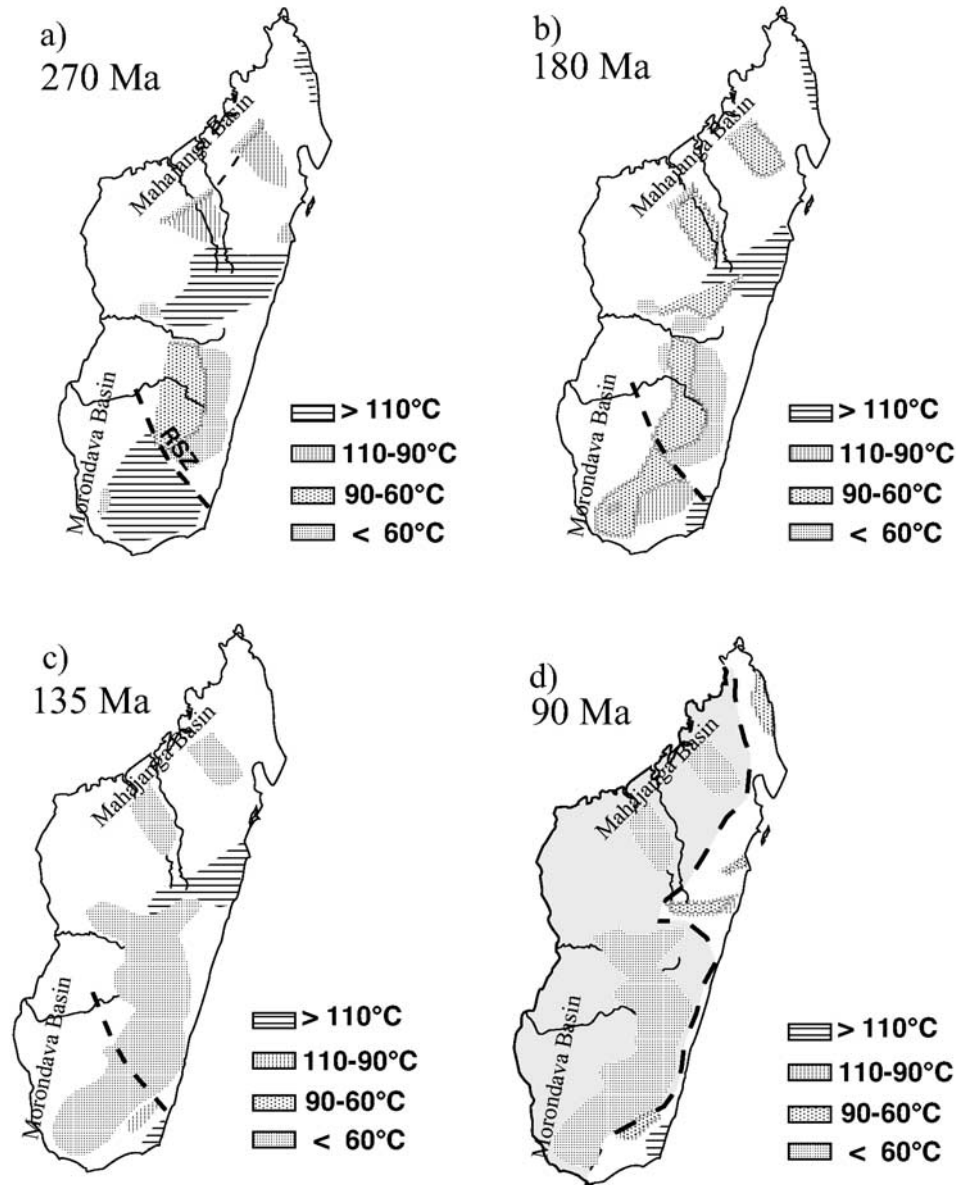 a)
270 Ma
Mahajanga Basin
Morondava Basin
RSZ
> 110°C
110-90°C
90-60°C
< 60°C
b)
180 Ma
Mahajanga Basin
Morondava Basin
> 110°C
110-90°C
90-60°C
< 60°C
c)
135 Ma
Mahajanga Basin
Morondava Basin
> 110°C
110-90°C
90-60°C
< 60°C
d)
90 Ma
Mahajanga Basin
Morondava Basin
> 110°C
110-90°C
90-60°C
< 60°C